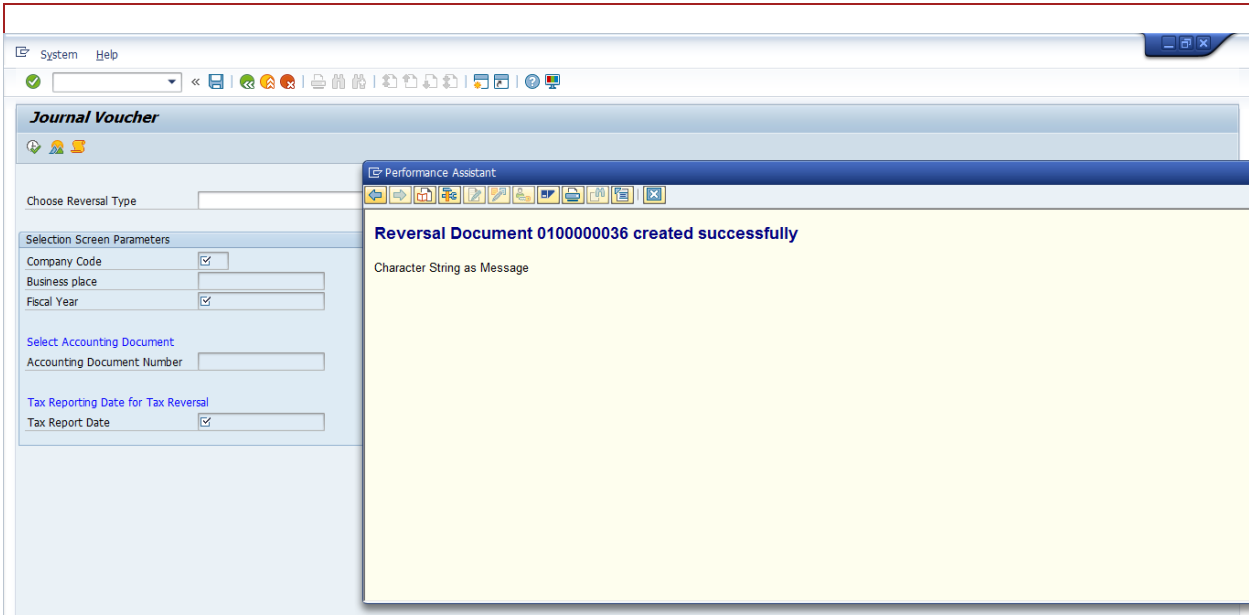 System Help
Journal Voucher
Choose Reversal Type
Selection Screen Parameters
Company Code
Business place
Fiscal Year
Select Accounting Document
Accounting Document Number
Tax Reporting Date for Tax Reversal
Tax Report Date
Performance Assistant
Reversal Document 0100000036 created successfully
Character String as Message